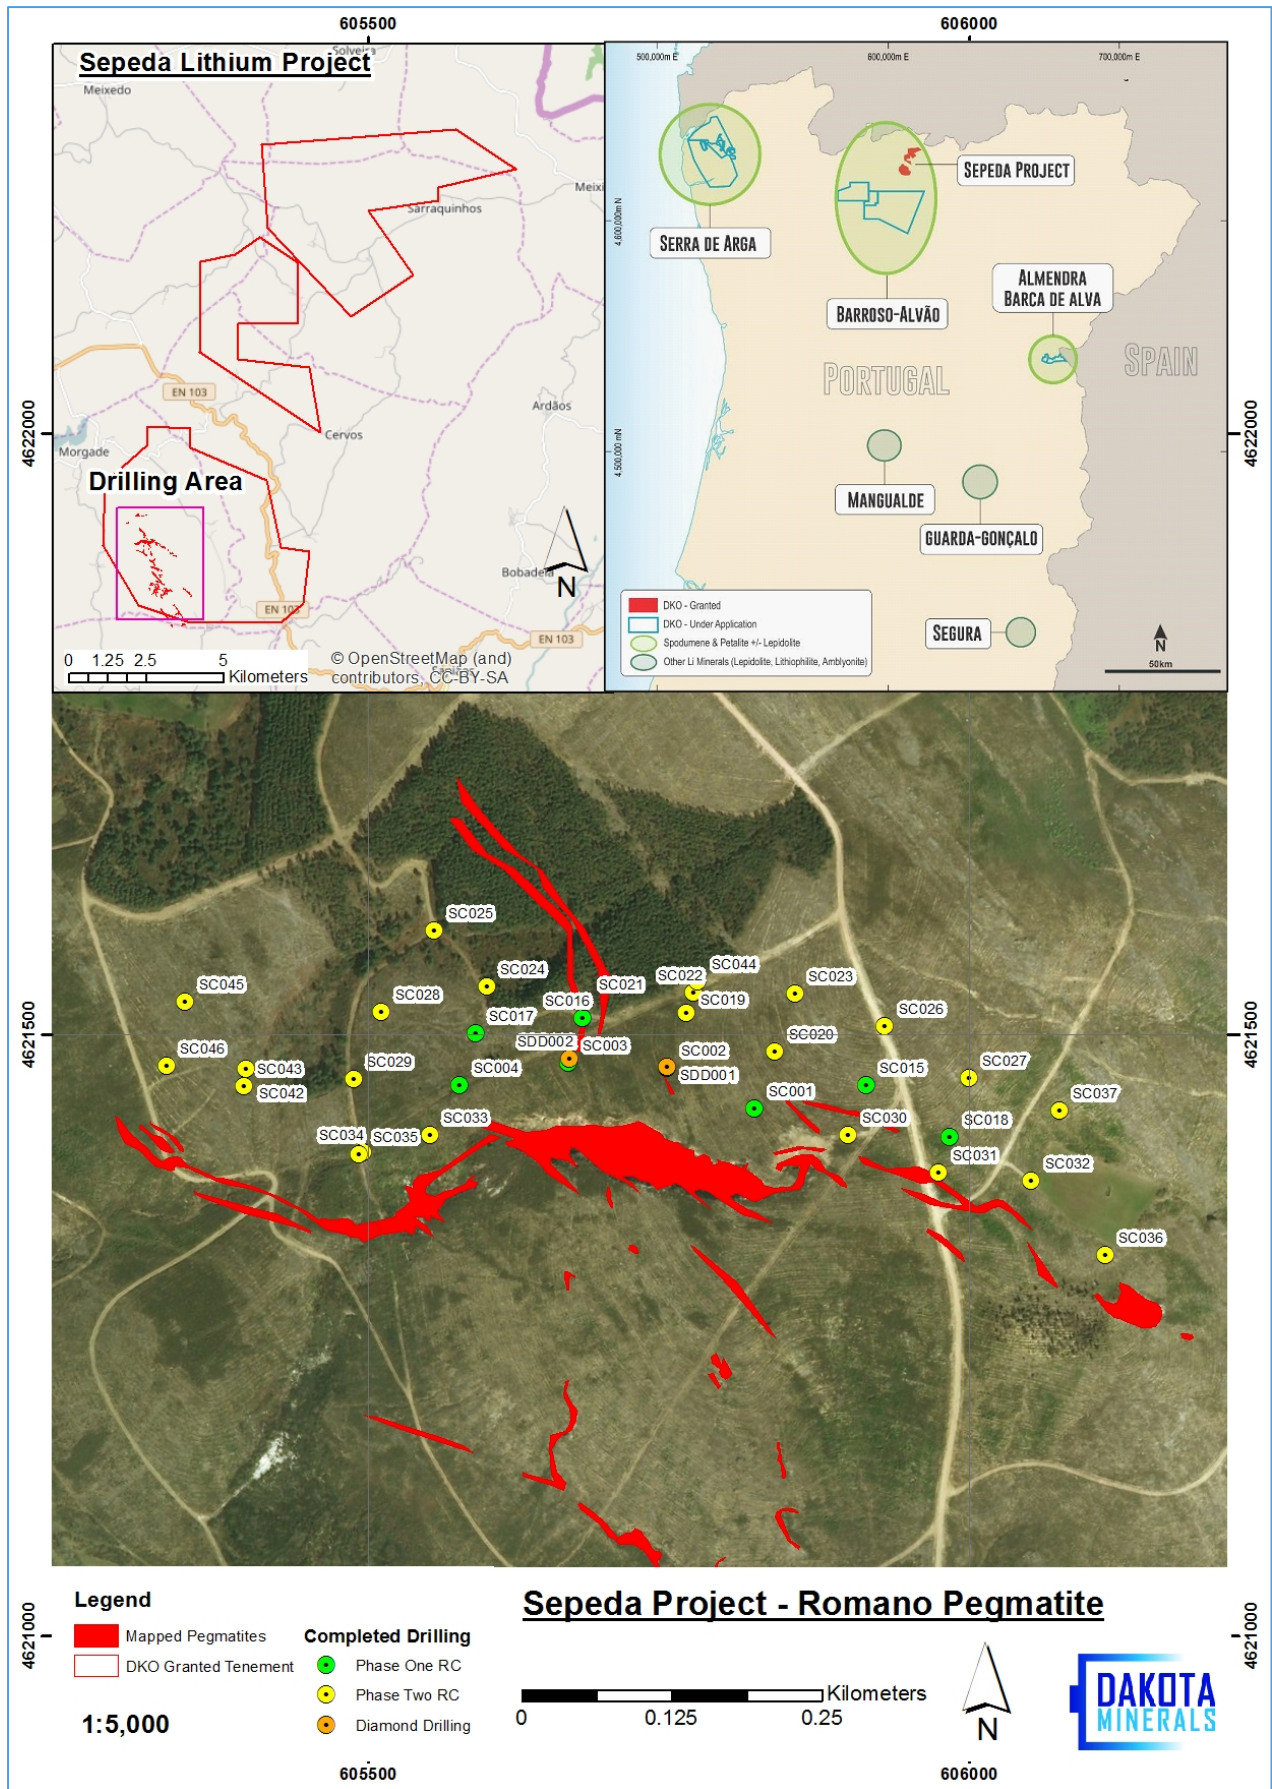 605500
606000
Sepeda Lithium Project
Solveira
Meixedo
Sarraquinhos
EN 103
Ardãos
Cervos
Morgade
Drilling Area
N
Bobadela
EN 103
EN 103
0 1.25 2.5 5
Kilometers
© OpenStreetMap (and)
contributors, CC-BY-SA
500,000m E
600,000m E
700,000m E
4,600,000m N
4,500,000 mN
SEPEDA PROJECT
SERRA DE ARGA
ALMENDRA
BARCA DE ALVA
BARROSO-ALVÃO
PORTUGAL
SPAIN
MANGUALDE
GUARDA-GONÇALO
SEGURA
DKO - Granted
DKO - Under Application
Spodumene & Petalite +/- Lepidolite
Other Li Minerals (Lepidolite, Lithiophilite, Amblyonite)
N
50km
4622000
4622000
SC025
SC024
SC044
SC022
SC021
SC023
SC045
SC028
SC016
SC019
SC017
SC026
4621500
4621500
SDD002
SC003
SC002
SC020
SC046
SC043
SC029
SC004
SDD001
SC015
SC027
SC042
SC001
SC037
SC033
SC034
SC035
SC030
SC018
SC031
SC032
SC036
Legend
Mapped Pegmatites
DKO Granted Tenement
1:5,000
Completed Drilling
Phase One RC
Phase Two RC
Diamond Drilling
Sepeda Project - Romano Pegmatite
Kilometers
0 0.125 0.25
N
DAKOTA
MINERALS
4621000
4621000
605500
606000